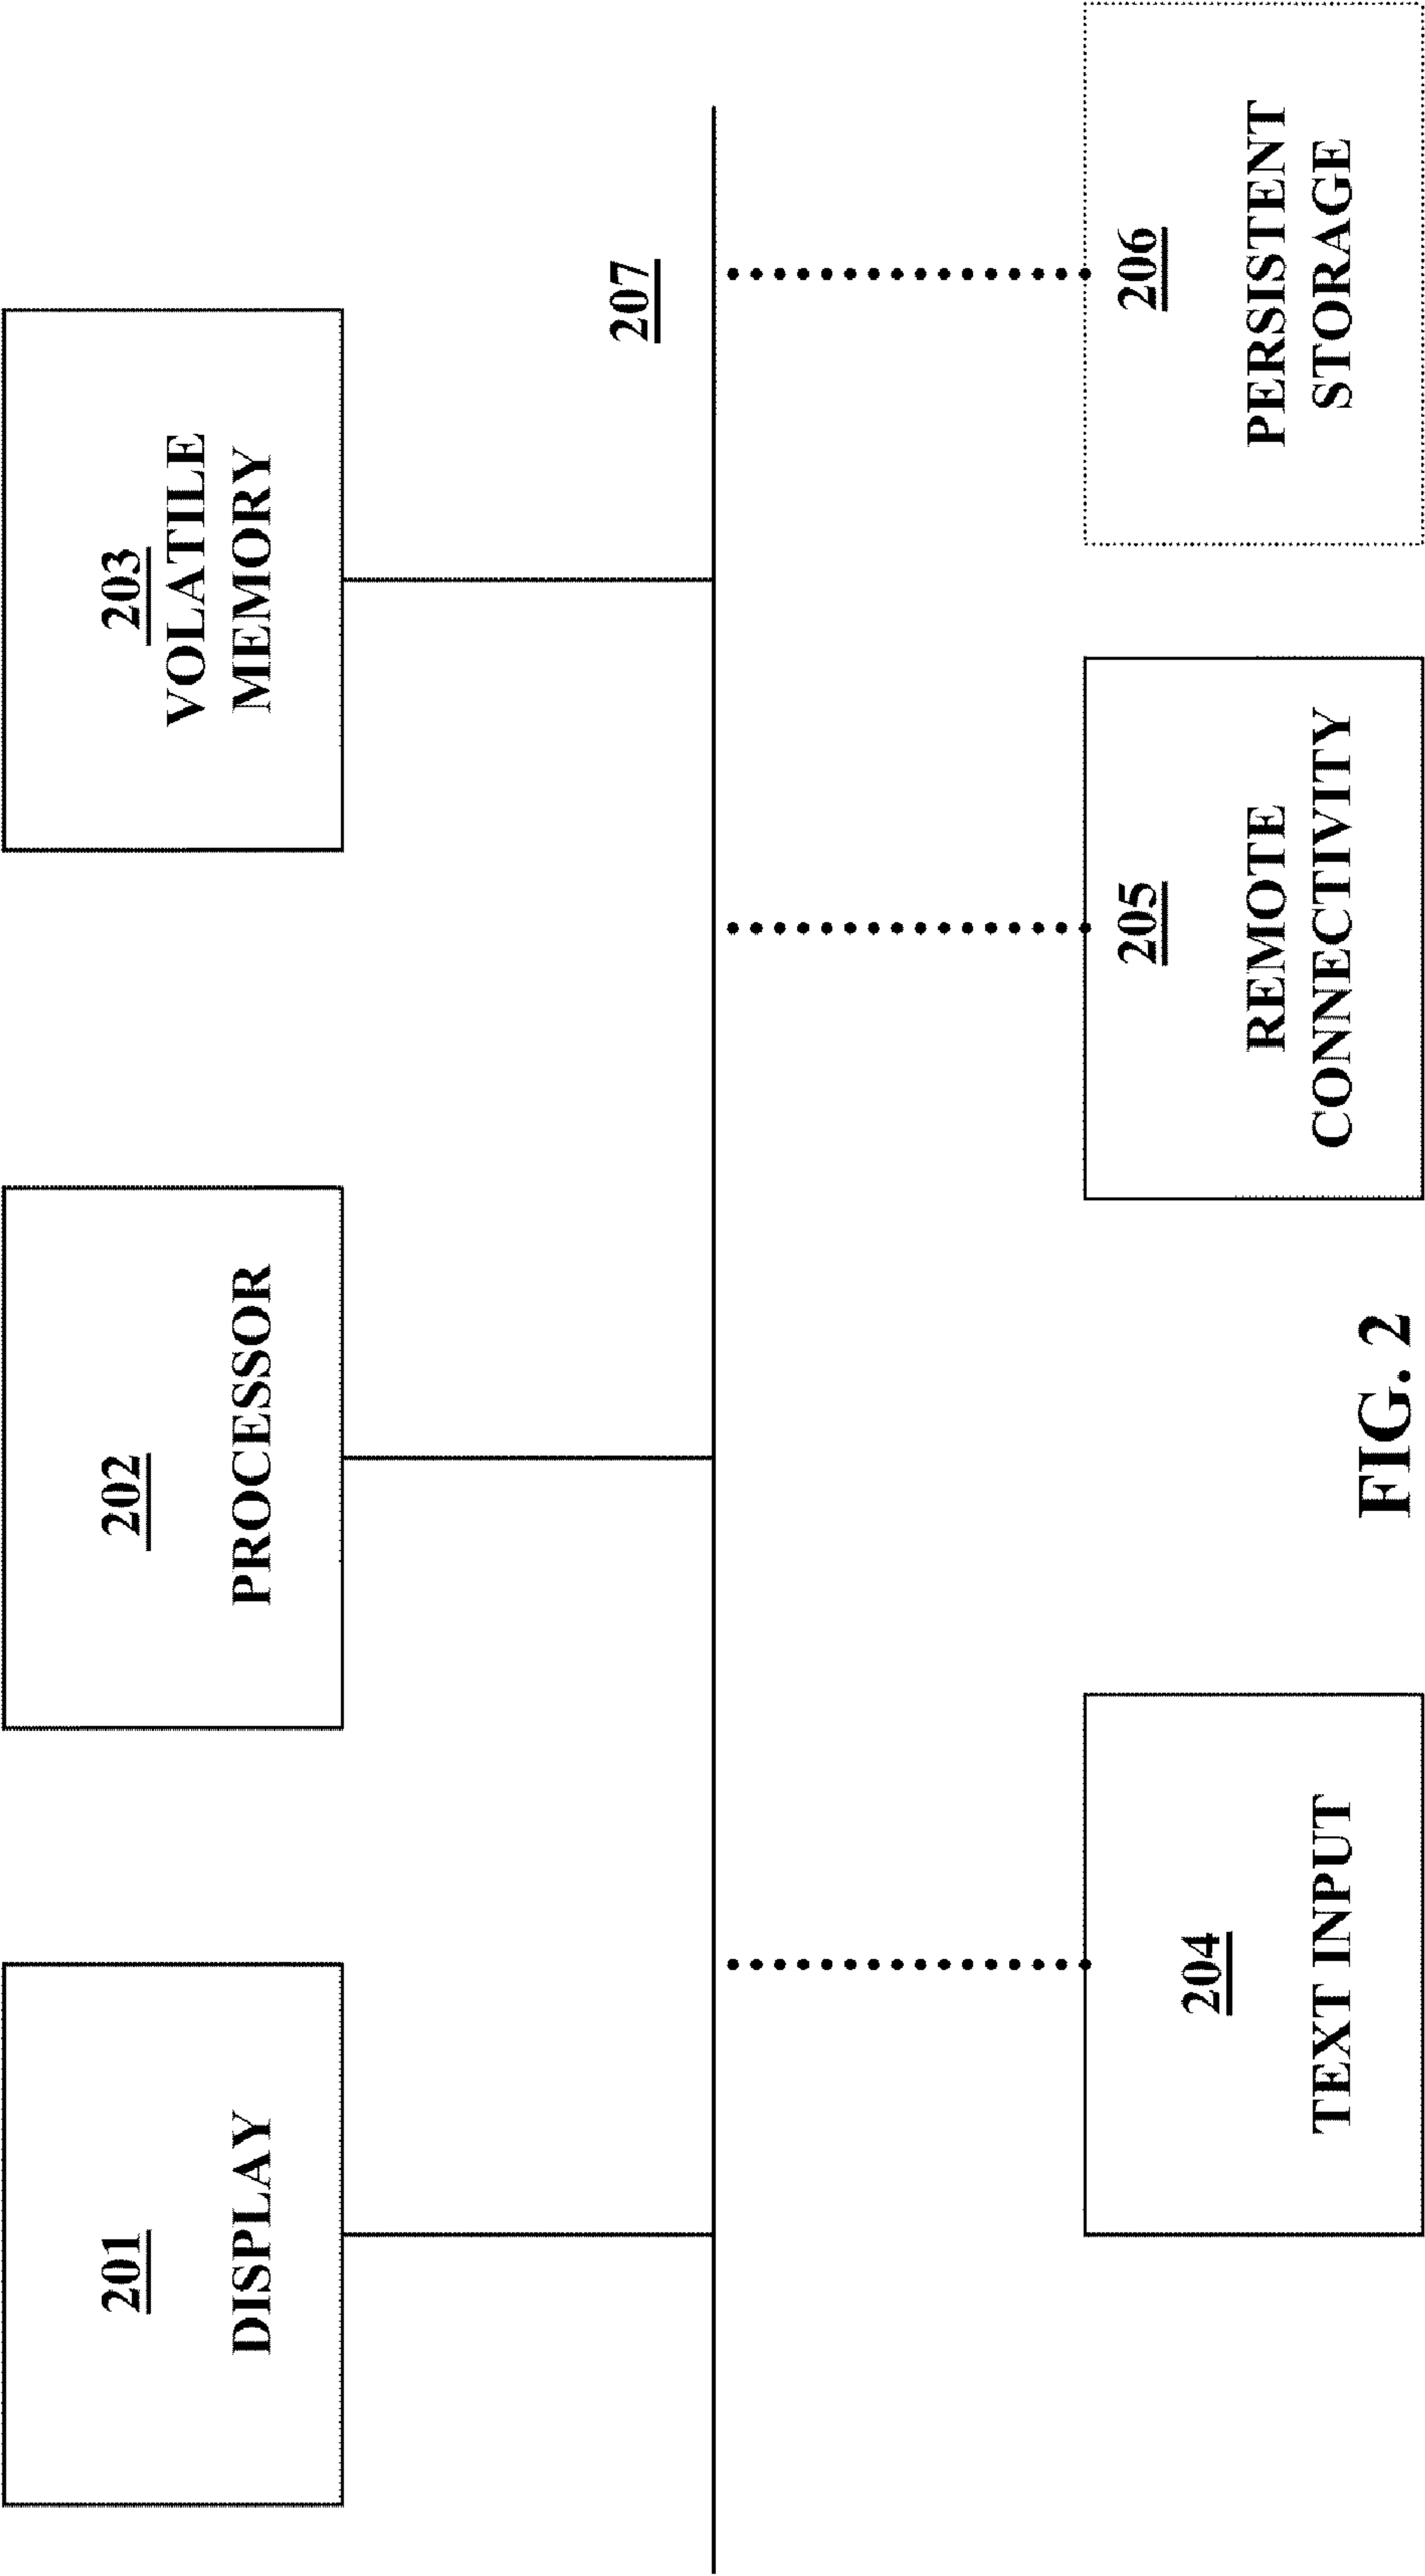 201
DISPLAY
202
PROCESSOR
203
VOLATILE
MEMORY
207
204
TEXT INPUT
205
REMOTE
CONNECTIVITY
206
PERSISTENT
STORAGE
FIG. 2